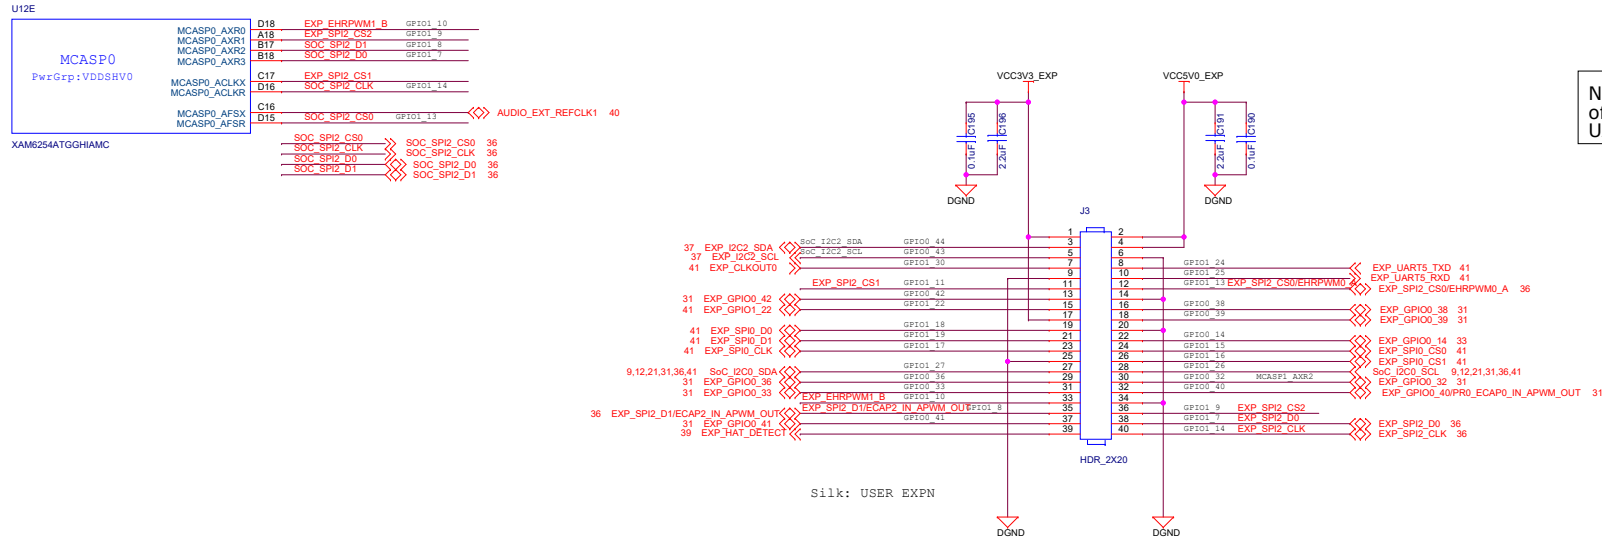 U12E
MCASP0
PwrGrp:VDDSHV0
MCASP0_AXR0 D18 EXP_EHRPWM1_B GPIO1_10
MCASP0_AXR1 A18 EXP_SPI2_CS2 GPIO1_9
MCASP0_AXR2 B17 SOC_SPI2_D1 GPIO1_8
MCASP0_AXR3 B18 SOC_SPI2_D0 GPIO1_7
MCASP0_ACLKX C17 EXP_SPI2_CS1
MCASP0_ACLKR D16 SOC_SPI2_CLK GPIO1_14
MCASP0_AFSX C16 AUDIO_EXT_REFCLK1 40
MCASP0_AFSR D15 SOC_SPI2_CS0 GPIO1_13
XAM6254ATGGHIAMC
SOC_SPI2_CS0 SOC_SPI2_CS0 36
SOC_SPI2_CLK SOC_SPI2_CLK 36
SOC_SPI2_D0 SOC_SPI2_D0 36
SOC_SPI2_D1 SOC_SPI2_D1 36
VCC3V3_EXP
C195 0.1uF
C196 2.2uF
DGND
VCC5V0_EXP
C191 2.2uF
C190 0.1uF
DGND
N
of
U
J3
1 2
37 EXP_I2C2_SDA SoC_I2C2_SDA GPIO0_44 3 4
37 EXP_I2C2_SCL SoC_I2C2_SCL GPIO0_43 5 6
41 EXP_CLKOUT0 GPIO1_30 7 8 GPIO1_24 EXP_UART5_TXD 41
9 10 GPIO1_25 EXP_UART5_RXD 41
EXP_SPI2_CS1 GPIO1_11 11 12 GPIO1_13 EXP_SPI2_CS0/EHRPWM0_A EXP_SPI2_CS0/EHRPWM0_A 36
31 EXP_GPIO0_42 GPIO0_42 13 14
41 EXP_GPIO1_22 GPIO1_22 15 16 GPIO0_38 EXP_GPIO0_38 31
17 18 GPIO0_39 EXP_GPIO0_39 31
41 EXP_SPI0_D0 GPIO1_18 19 20
41 EXP_SPI0_D1 GPIO1_19 21 22 GPIO0_14 EXP_GPIO0_14 33
41 EXP_SPI0_CLK GPIO1_17 23 24 GPIO1_15 EXP_SPI0_CS0 41
25 26 GPIO1_16 EXP_SPI0_CS1 41
9,12,21,31,36,41 SoC_I2C0_SDA GPIO1_27 27 28 GPIO1_26 SoC_I2C0_SCL 9,12,21,31,36,41
31 EXP_GPIO0_36 GPIO0_36 29 30 GPIO0_32 MCASP1_AXR2 EXP_GPIO0_32 31
31 EXP_GPIO0_33 GPIO0_33 31 32 GPIO0_40 EXP_GPIO0_40/PR0_ECAP0_IN_APWM_OUT 31
EXP_EHRPWM1_B GPIO1_10 33 34
36 EXP_SPI2_D1/ECAP2_IN_APWM_OUT EXP_SPI2_D1/ECAP2_IN_APWM_OUT GPIO1_8 35 36 GPIO1_9 EXP_SPI2_CS2
31 EXP_GPIO0_41 GPIO0_41 37 38 GPIO1_7 EXP_SPI2_D0 EXP_SPI2_D0 36
39 EXP_HAT_DETECT 39 40 GPIO1_14 EXP_SPI2_CLK EXP_SPI2_CLK 36
HDR_2X20
Silk: USER EXPN
DGND DGND